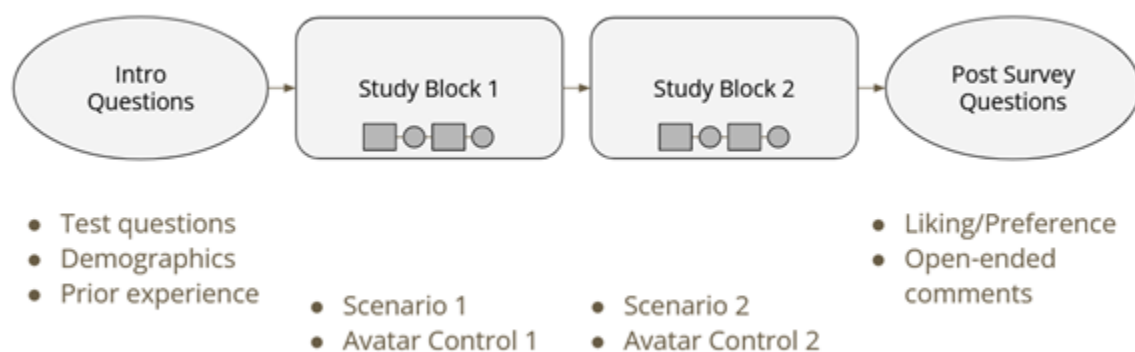 Intro
Questions
Study Block 1
Study Block 2
Post Survey
Questions
● Test questions
● Demographics
● Prior experience
● Scenario 1
● Avatar Control 1
● Scenario 2
● Avatar Control 2
● Liking/Preference
● Open-ended
comments